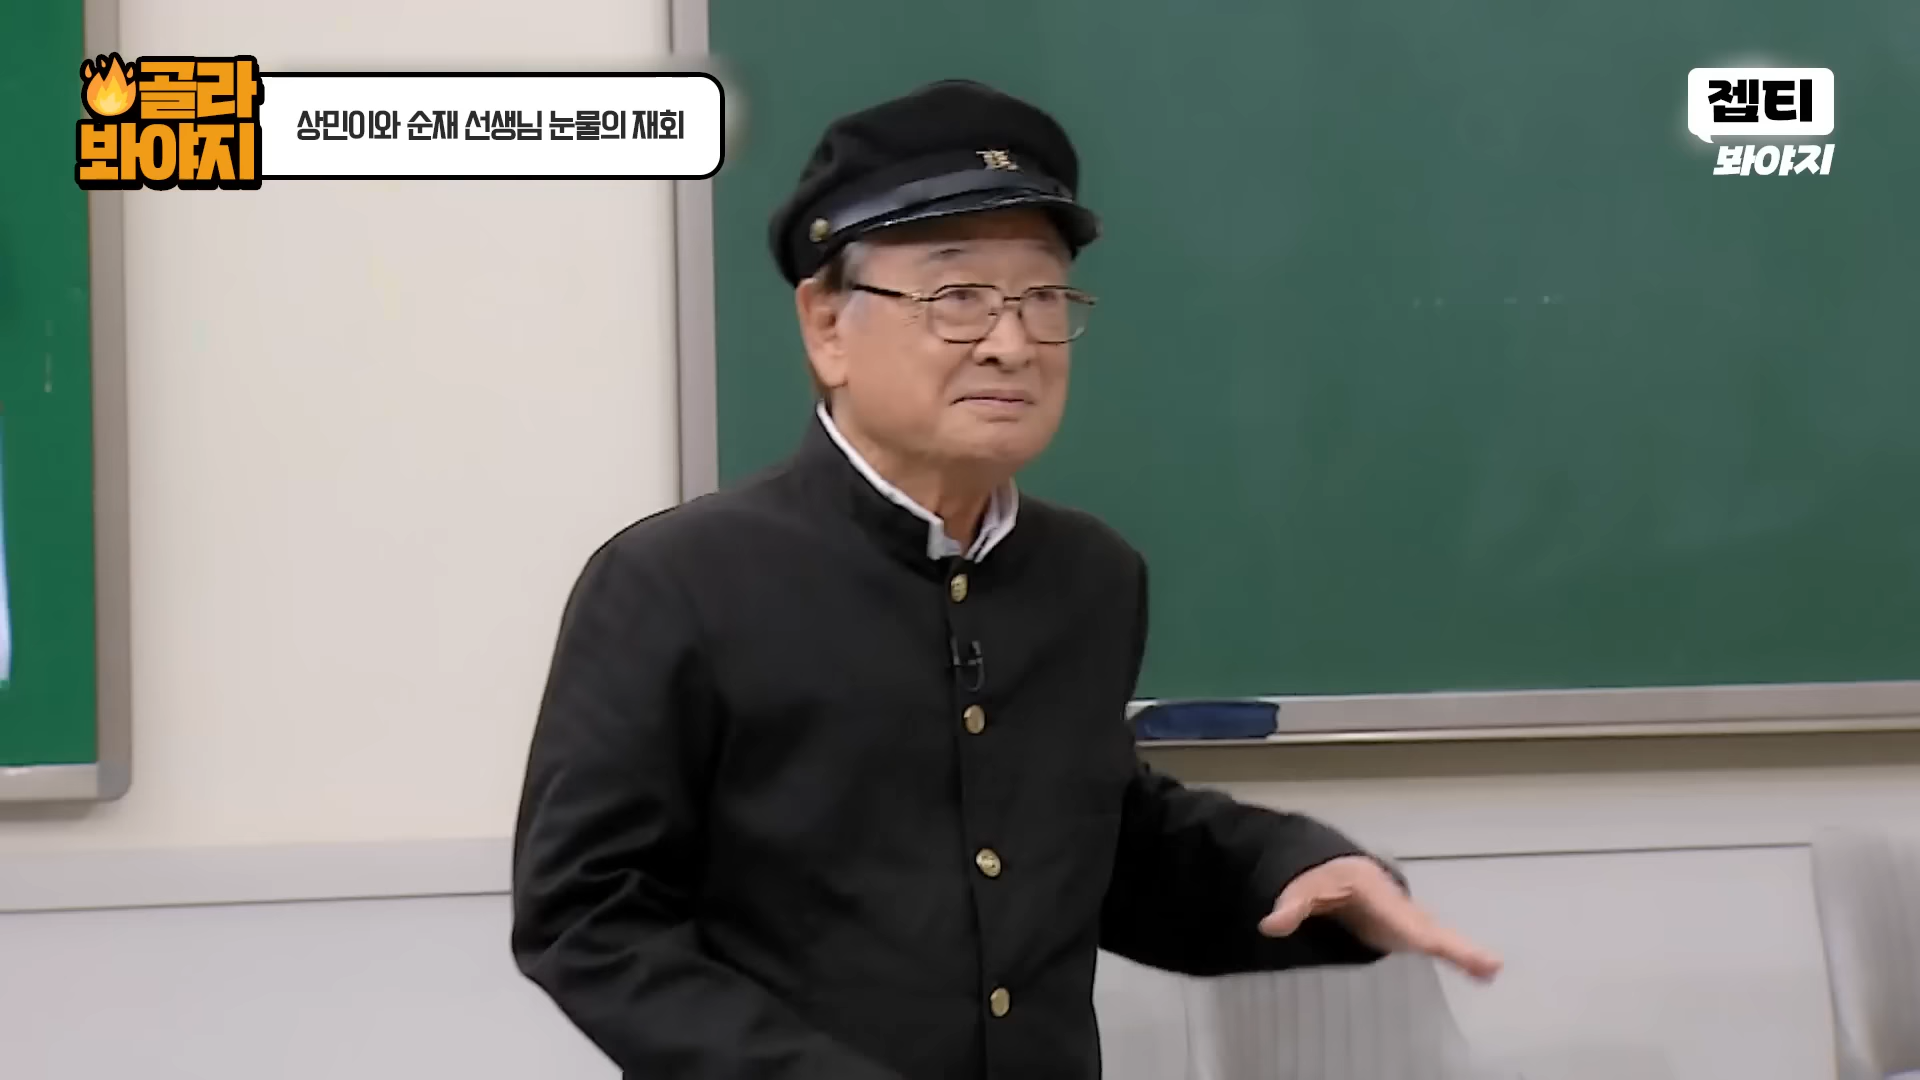 골라
봐야지
상민이와 순재 선생님 눈물의 재회
젭티
봐야지